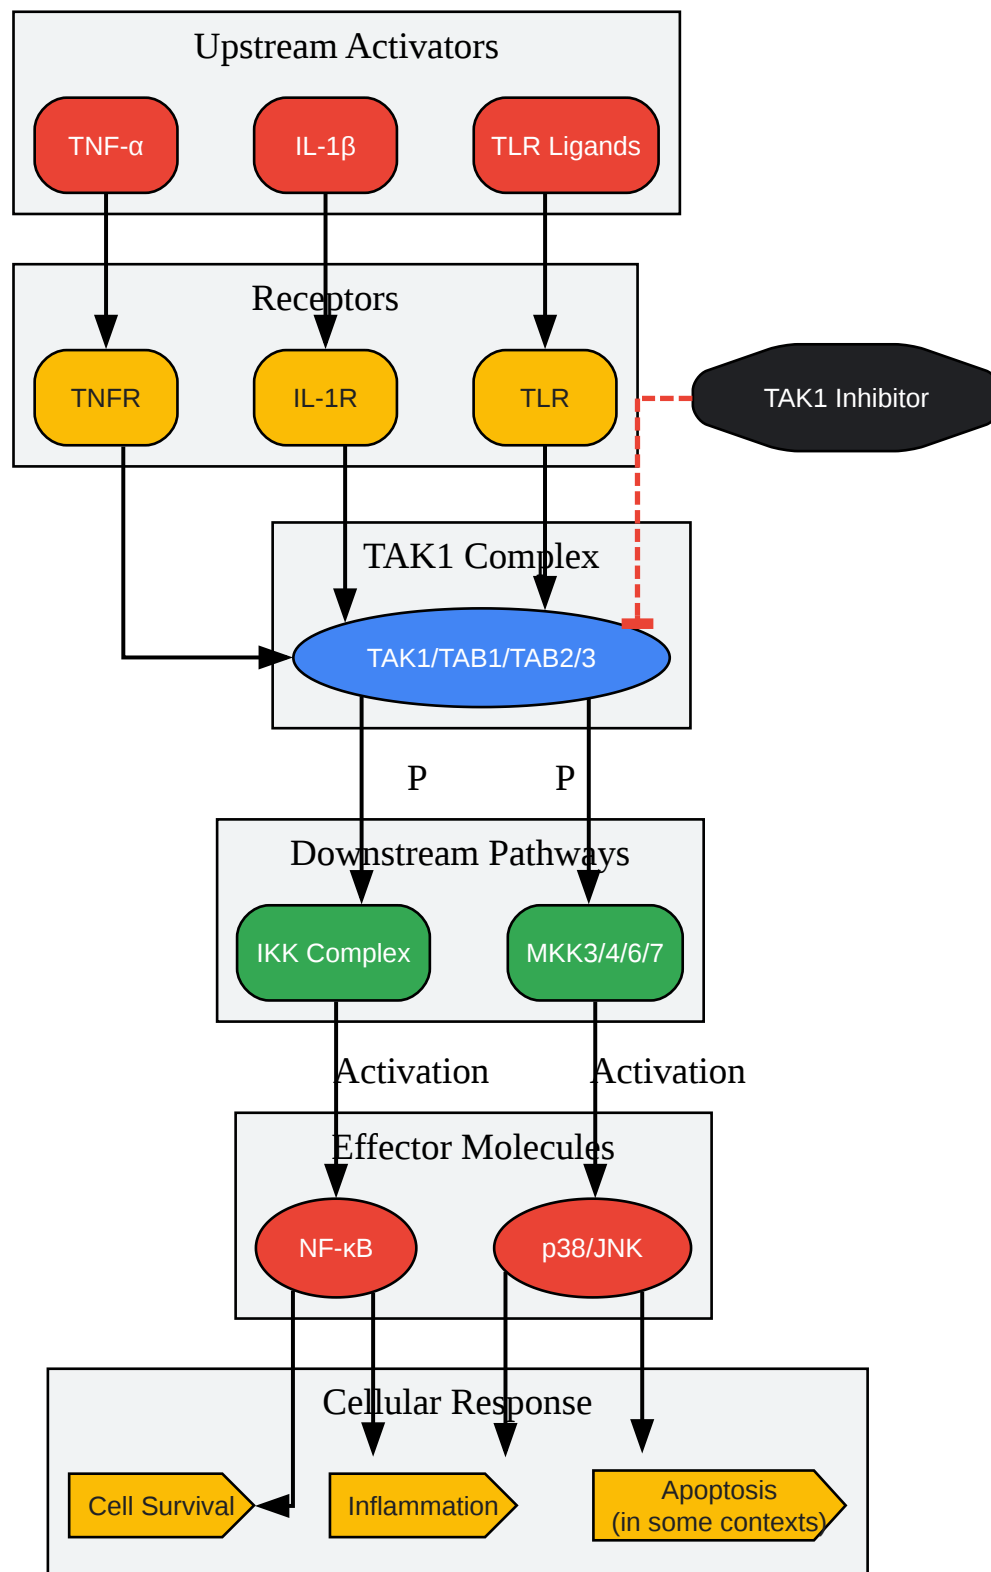 Upstream Activators
TNF-α
IL-1β
TLR Ligands
Receptors
TNFR
IL-1R
TLR
TAK1 Inhibitor
TAK1 Complex
TAK1/TAB1/TAB2/3
P
P
Downstream Pathways
IKK Complex
MKK3/4/6/7
Activation
Activation
Effector Molecules
NF-κB
p38/JNK
Cellular Response
Cell Survival
Inflammation
Apoptosis
(in some contexts)